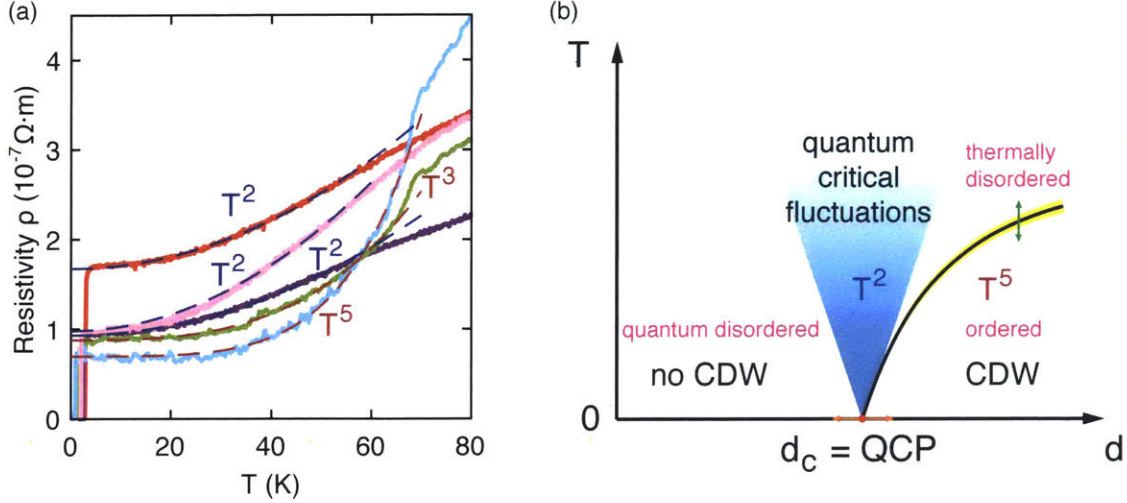 (a)
4
3
2
1
0
0
20
40
60
80
Resistivity ρ (10⁻⁷ Ω·m)
T (K)
T²
T²
T²
T³
T⁵
(b)
T
quantum
critical
fluctuations
thermally
disordered
T²
T⁵
quantum disordered
ordered
no CDW
CDW
0
d_c = QCP
d